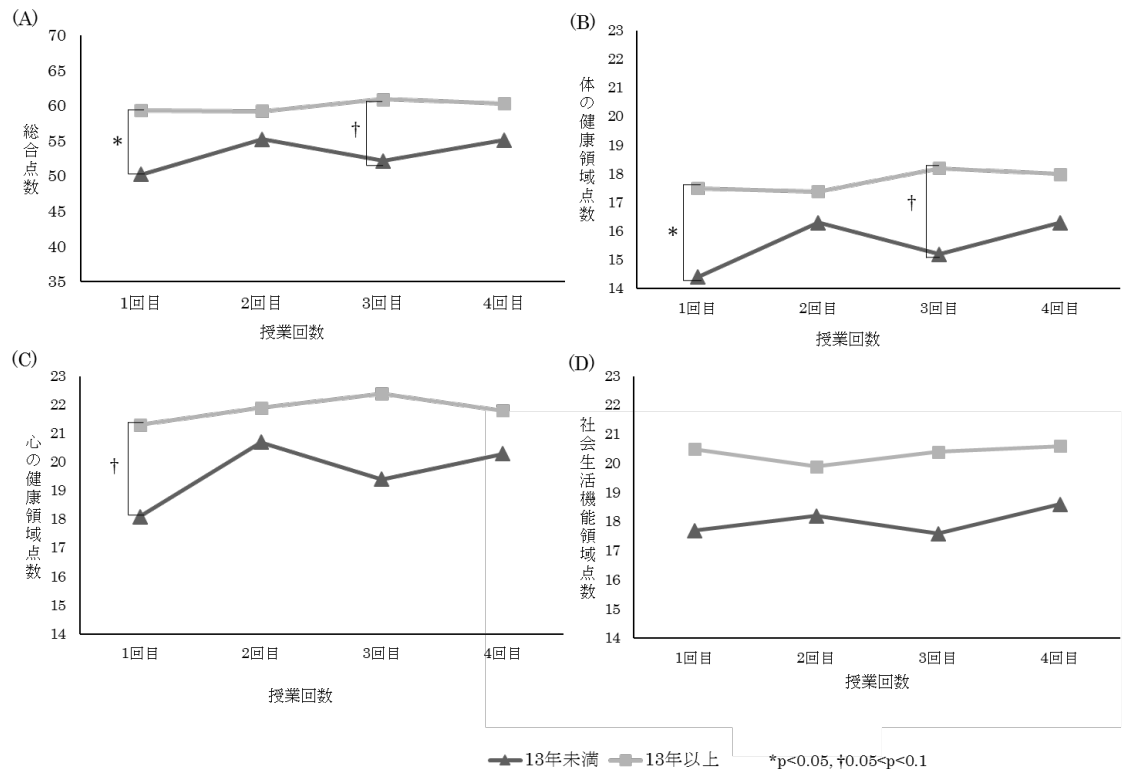 (A)
総合点数
70
65
60
55
50
45
40
35
*
†
1回目 2回目 3回目 4回目
授業回数
(B)
体の健康領域点数
23
22
21
20
19
18
17
16
15
14
*
†
1回目 2回目 3回目 4回目
授業回数
(C)
心の健康領域点数
23
22
21
20
19
18
17
16
15
14
†
1回目 2回目 3回目 4回目
授業回数
(D)
社会生活機能領域点数
23
22
21
20
19
18
17
16
15
14
1回目 2回目 3回目 4回目
授業回数
13年未満 13年以上 *p<0.05, †0.05<p<0.1